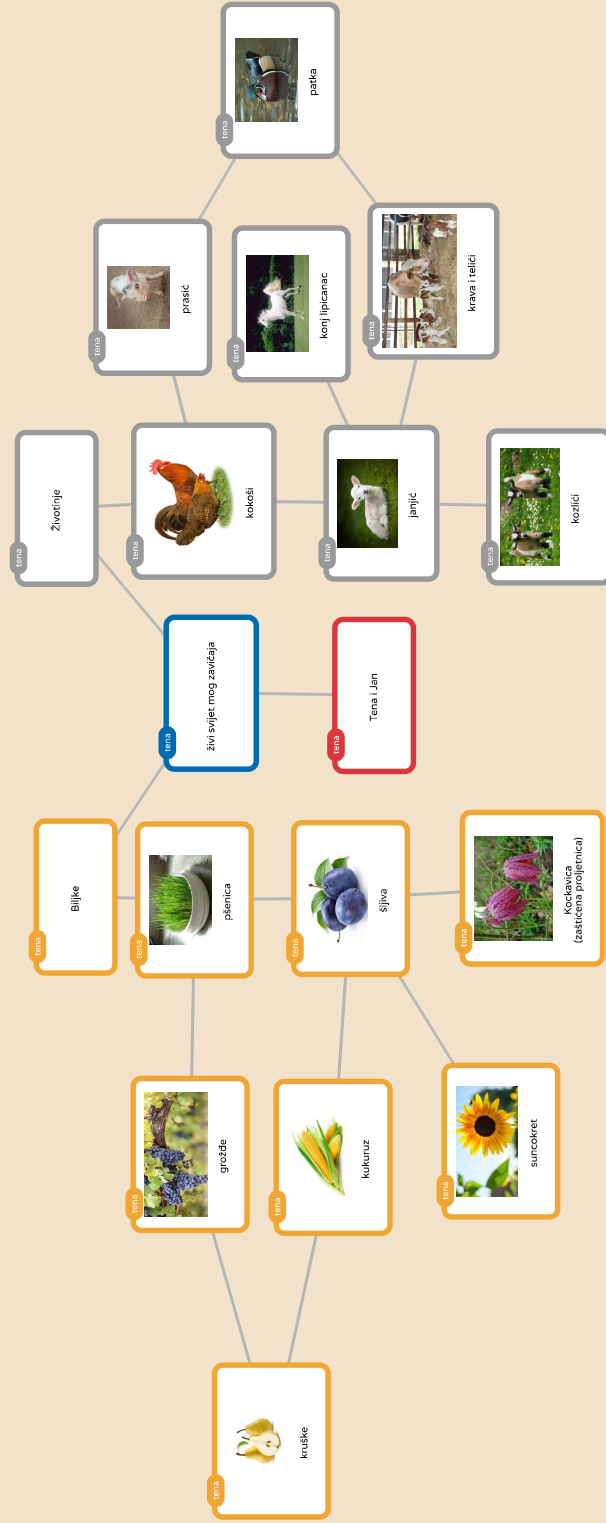 tena
Životinje
tena
Biljke
tena
prasić
tena
grožđe
tena
pšenica
tena
kokoši
tena
živi svijet mog zavičaja
tena
kruške
tena
patka
tena
konj lipicanac
tena
kukuruz
tena
šljiva
tena
janjić
tena
Tena i Jan
tena
krava i telići
tena
suncokret
tena
Kockavica
(zaštićena proljetnica)
tena
kozlići